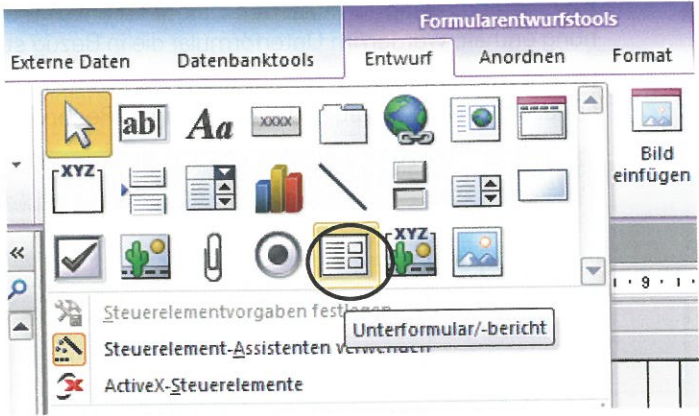 Formularentwurfstools
Externe Daten Datenbanktools Entwurf Anordnen Format
ab Aa XXXX
XYZ
Bild
einfügen
XYZ
9
Steuerelementvorgaben
Unterformular/-bericht
Steuerelement-Assistenten verwenden
ActiveX-Steuerelemente